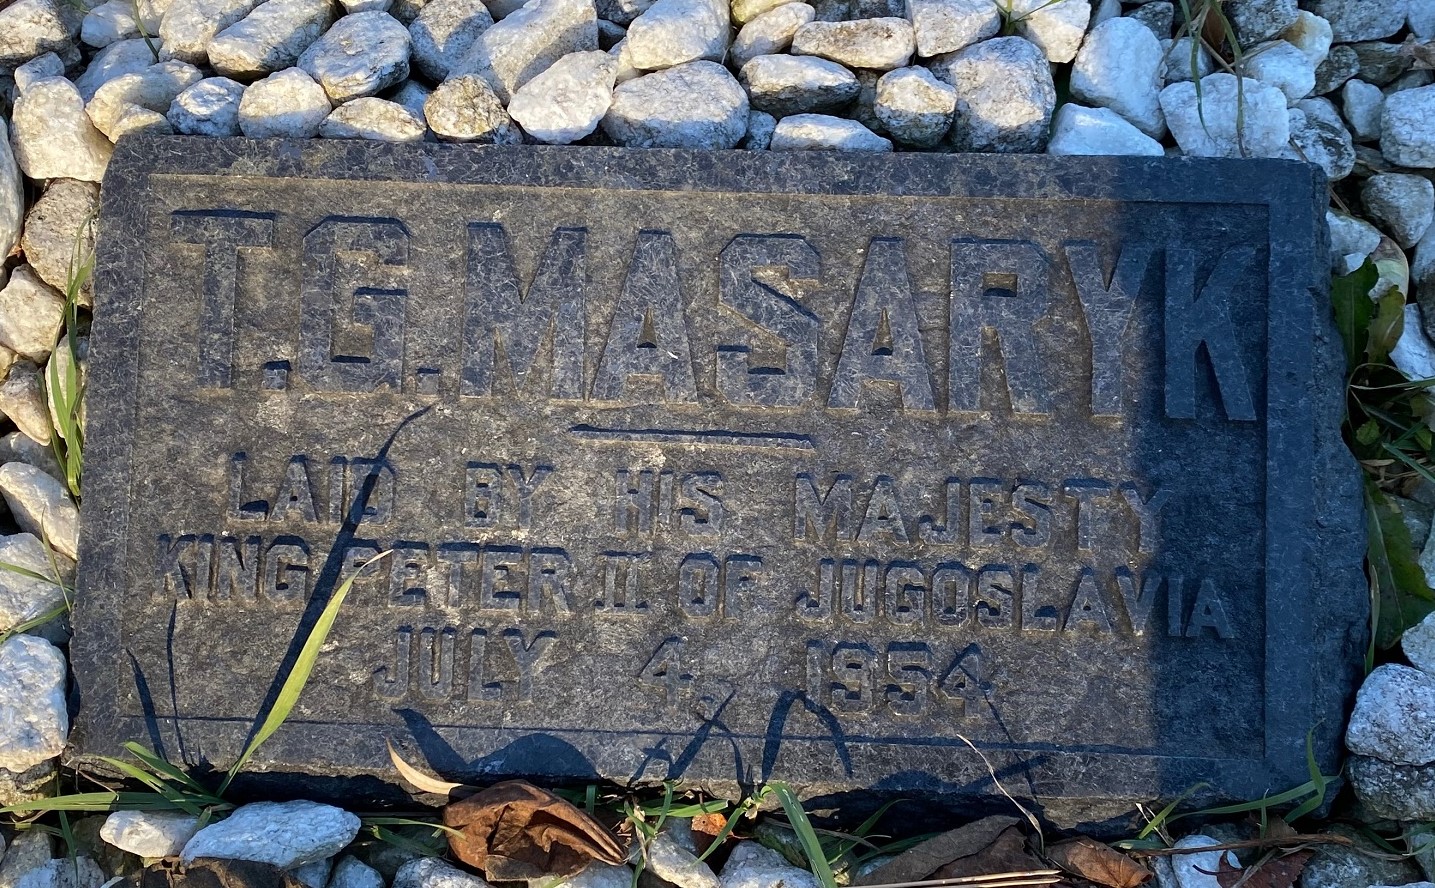 T.G. MASARYK
LAID BY HIS MAJESTY
KING PETER II. OF JUGOSLAVIA
JULY 4, 1954